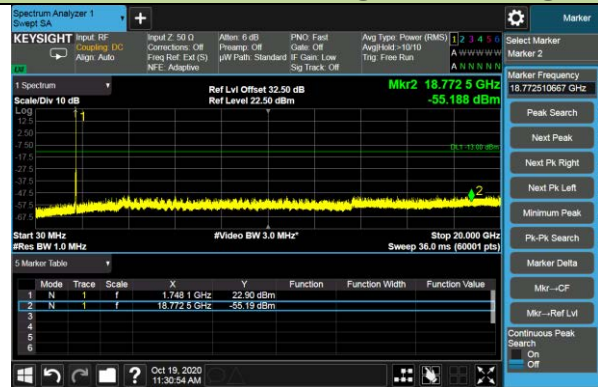 Spectrum Analyzer 1
Swept SA
+
Marker
KEYSIGHT
Input: RF
Coupling: DC
Align: Auto
Input Z: 50 Ω
Corrections: Off
Freq Ref: Ext (S)
NFE: Adaptive
Atten: 6 dB
Preamp: Off
µW Path: Standard
PNO: Fast
Gate: Off
IF Gain: Low
Sig Track: Off
Avg Type: Power (RMS)
Avg|Hold:>10/10
Trig: Free Run
1 2 3 4 5 6
A W W W W W
A N N N N N
Select Marker
Marker 2
1 Spectrum
Scale/Div 10 dB
Ref Lvl Offset 32.50 dB
Ref Level 22.50 dBm
Mkr2 18.772 5 GHz
-55.188 dBm
Marker Frequency
18.772510667 GHz
Log
12.5
2.50
-7.50
-17.5
-27.5
-37.5
-47.5
-57.5
-67.5
1
DL1 -13.00 dBm
2
Start 30 MHz
#Res BW 1.0 MHz
#Video BW 3.0 MHz*
Stop 20.000 GHz
Sweep 36.0 ms (60001 pts)
Peak Search
Next Peak
Next Pk Right
Next Pk Left
Minimum Peak
Pk-Pk Search
Marker Delta
Mkr→CF
Mkr→Ref Lvl
Continuous Peak Search
On
Off
5 Marker Table
Mode Trace Scale X Y Function Function Width Function Value
1 N 1 f 1.748 1 GHz 22.90 dBm
2 N 1 f 18.772 5 GHz -55.19 dBm
3
4
5
6
?
Oct 19, 2020
11:30:54 AM